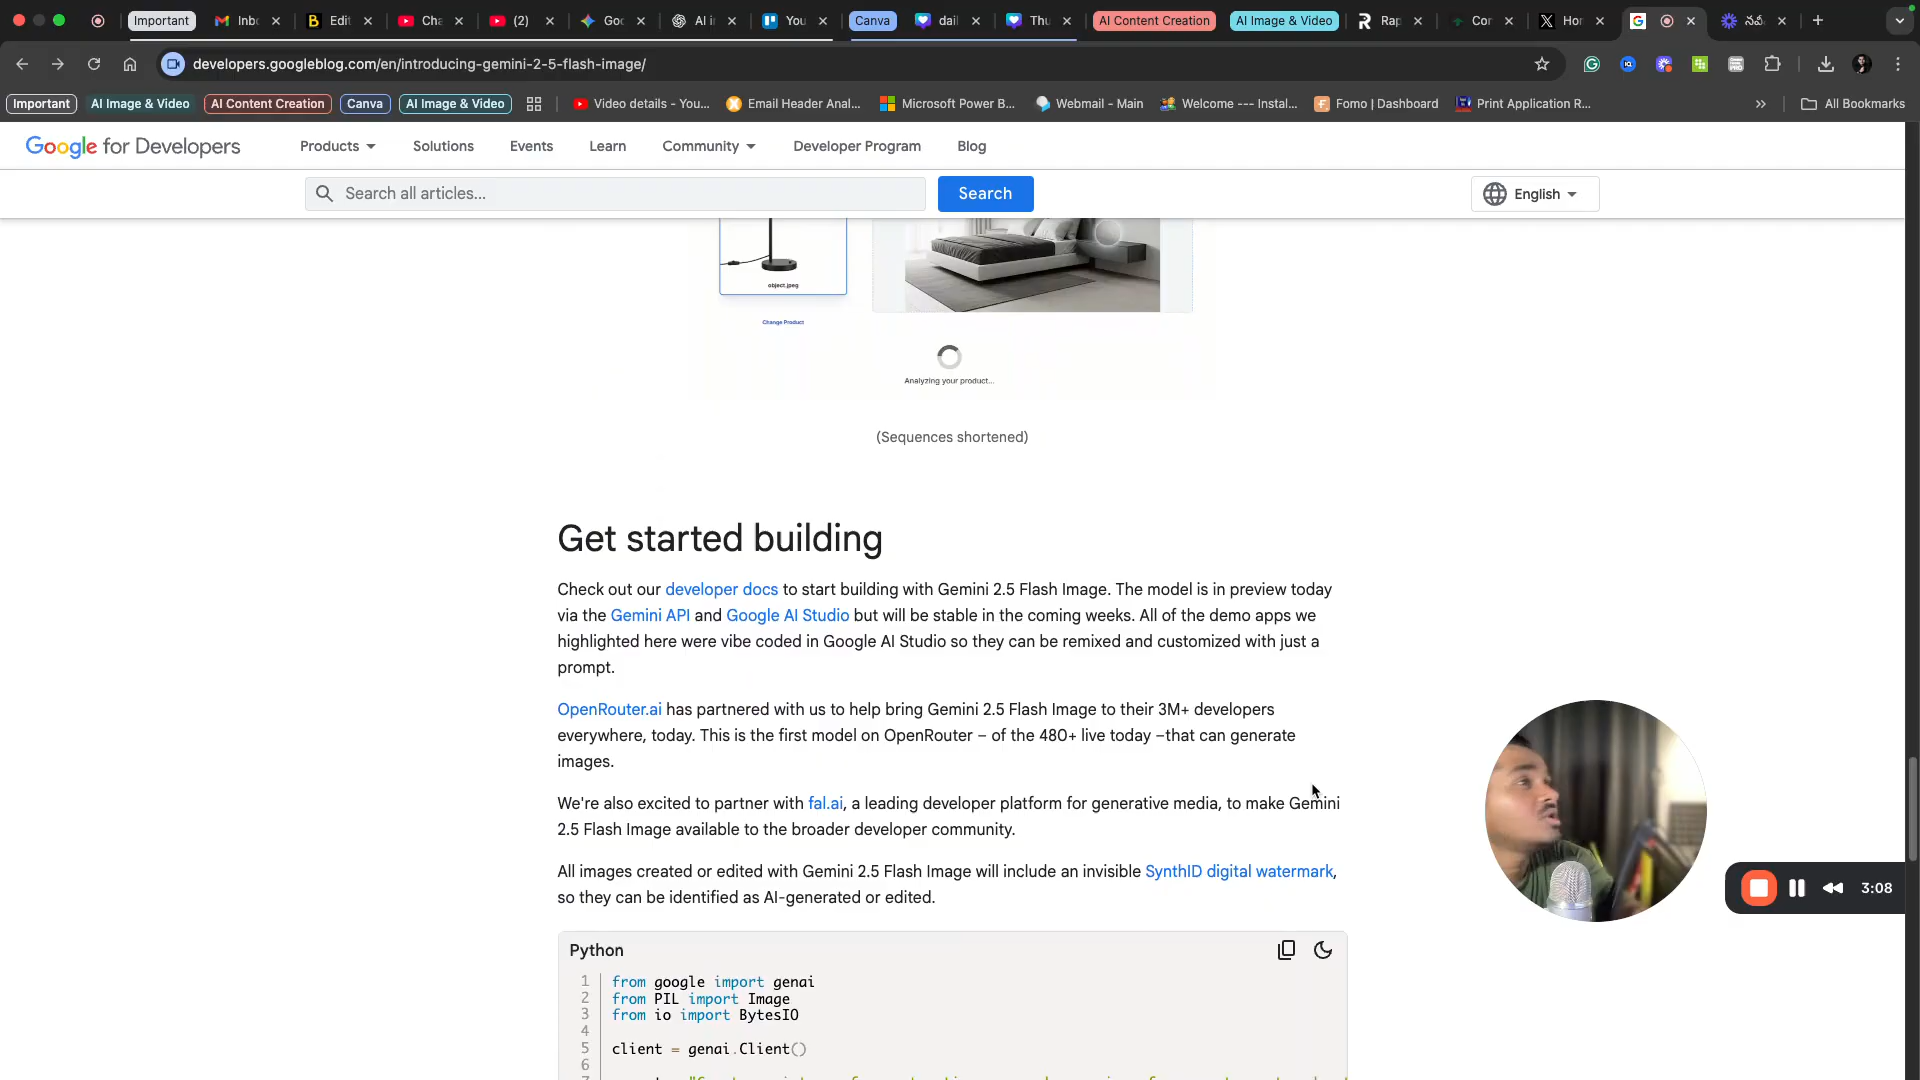 Important
Inb
Edit
Cha
(2)
Goo
AI i
You
Canva
dail
Thu
AI Content Creation
AI Image & Video
Rap
Cor
Hor
నవీ
developers.googleblog.com/en/introducing-gemini-2-5-flash-image/
Important
AI Image & Video
AI Content Creation
Canva
AI Image & Video
Video details - You...
Email Header Anal...
Microsoft Power B...
Webmail - Main
Welcome --- Instal...
Fomo | Dashboard
Print Application R...
All Bookmarks
Google for Developers
Products
Solutions
Events
Learn
Community
Developer Program
Blog
Search all articles...
Search
English
object.jpeg
Change Product
Analyzing your product...
(Sequences shortened)
Get started building
Check out our developer docs to start building with Gemini 2.5 Flash Image. The model is in preview today
via the Gemini API and Google AI Studio but will be stable in the coming weeks. All of the demo apps we
highlighted here were vibe coded in Google AI Studio so they can be remixed and customized with just a
prompt.
OpenRouter.ai has partnered with us to help bring Gemini 2.5 Flash Image to their 3M+ developers
everywhere, today. This is the first model on OpenRouter – of the 480+ live today –that can generate
images.
We're also excited to partner with fal.ai, a leading developer platform for generative media, to make Gemini
2.5 Flash Image available to the broader developer community.
All images created or edited with Gemini 2.5 Flash Image will include an invisible SynthID digital watermark,
so they can be identified as AI-generated or edited.
3:08
Python
1 from google import genai
2 from PIL import Image
3 from io import BytesIO
4
5 client = genai.Client()
6